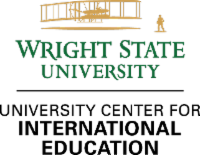 WRIGHT STATE
UNIVERSITY
UNIVERSITY CENTER FOR
INTERNATIONAL
EDUCATION